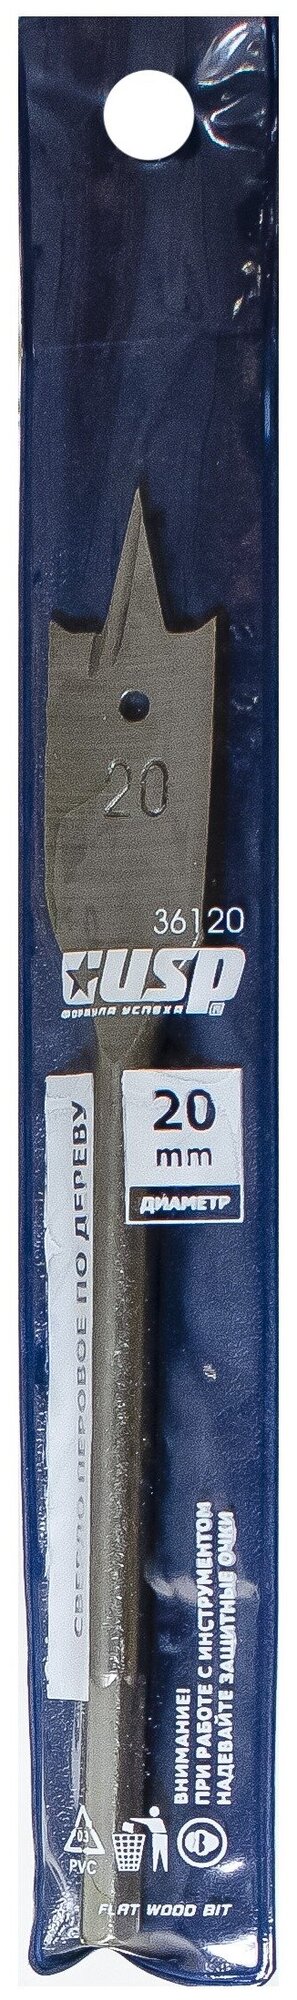 20
36120
USP
ФОРМУЛА УСПЕХА
20
mm
ДИАМЕТР
СВЕРЛО ПЕРОВОЕ ПО ДЕРЕВУ
ВНИМАНИЕ!
ПРИ РАБОТЕ С ИНСТРУМЕНТОМ
НАДЕВАЙТЕ ЗАЩИТНЫЕ ОЧКИ
03
PVC
FLAT WOOD BIT